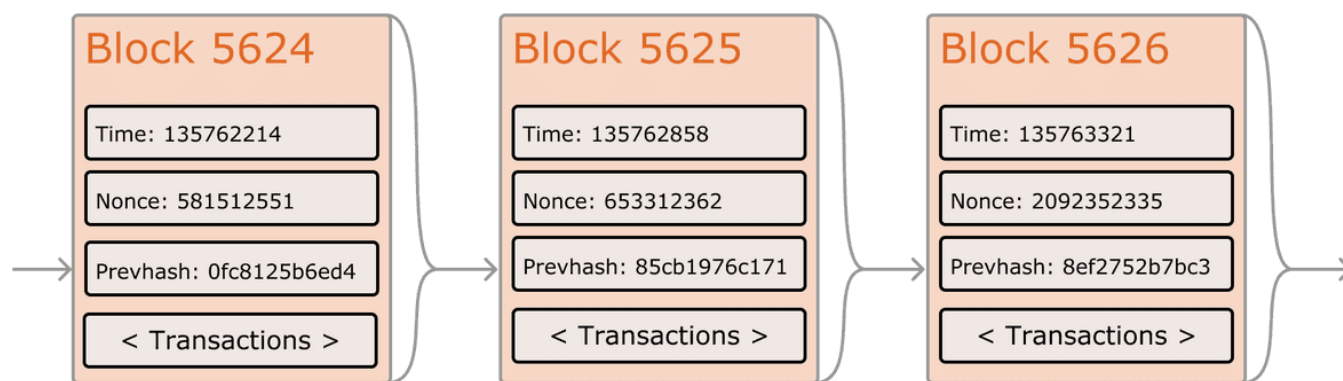 Block 5624
Time: 135762214
Nonce: 581512551
Prevhash: 0fc8125b6ed4
< Transactions >
Block 5625
Time: 135762858
Nonce: 653312362
Prevhash: 85cb1976c171
< Transactions >
Block 5626
Time: 135763321
Nonce: 2092352335
Prevhash: 8ef2752b7bc3
< Transactions >